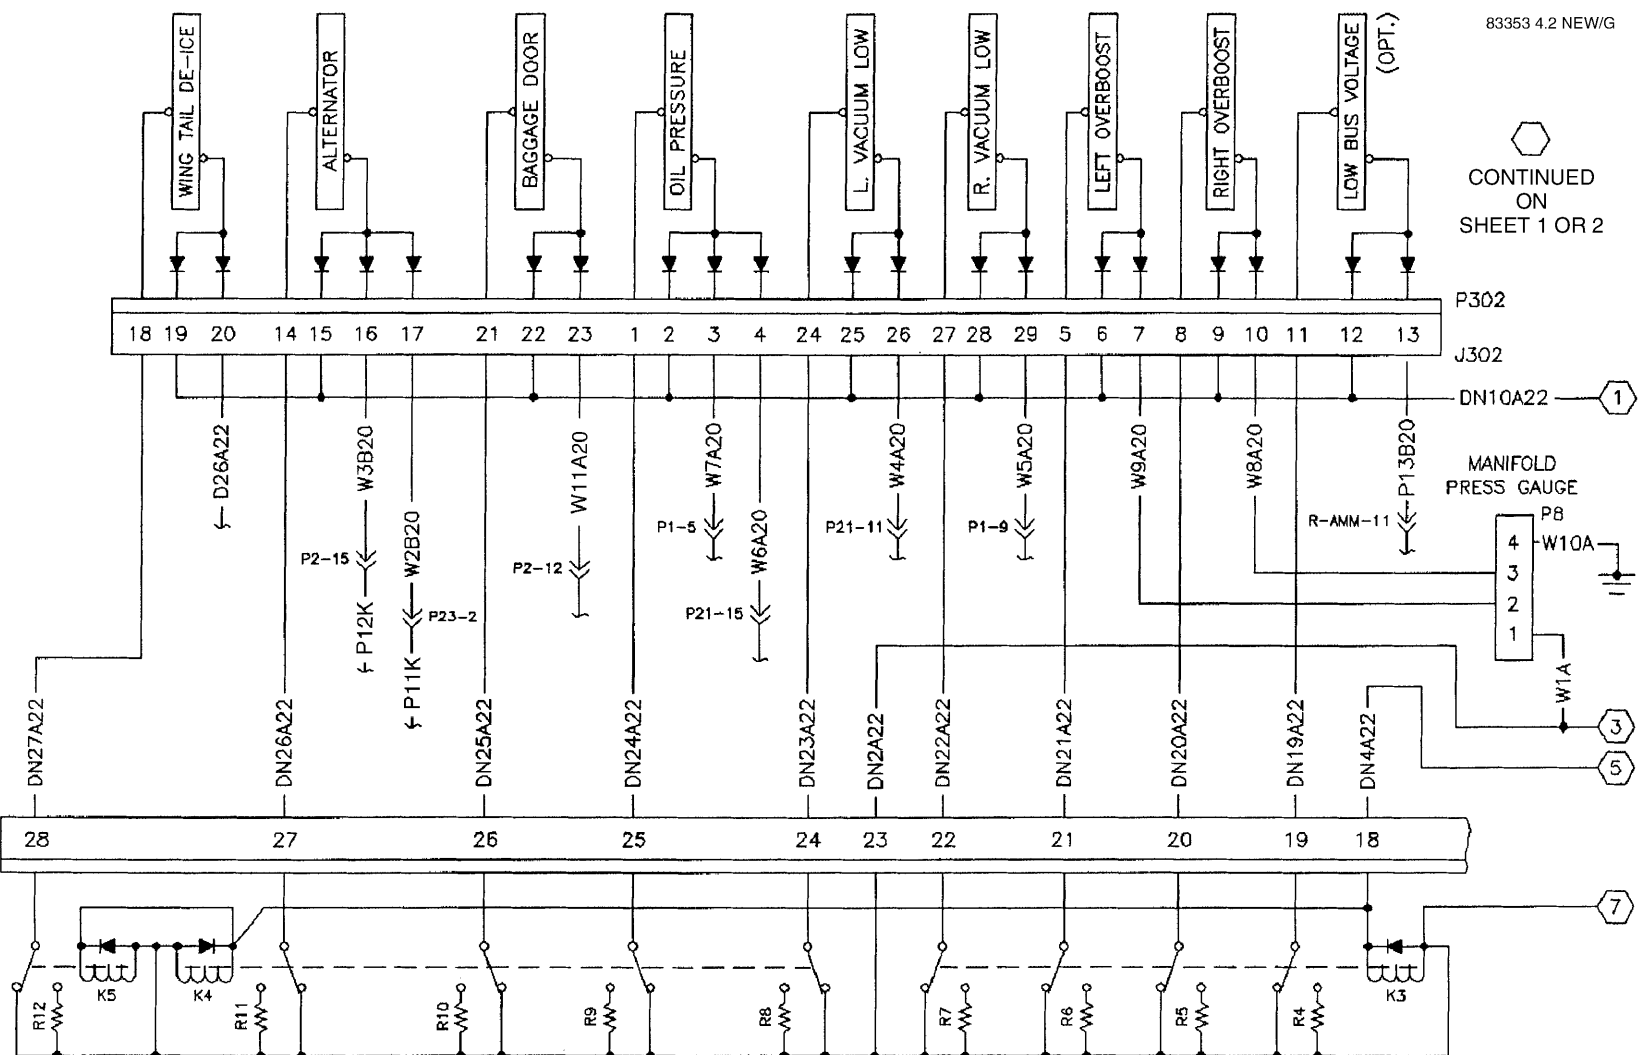 83353 4.2 NEW/G
WING TAIL DE-ICE
ALTERNATOR
BAGGAGE DOOR
OIL PRESSURE
L. VACUUM LOW
R. VACUUM LOW
LEFT OVERBOOST
RIGHT OVERBOOST
LOW BUS VOLTAGE
(OPT.)
CONTINUED
ON
SHEET 1 OR 2
P302
18 19 20 14 15 16 17 21 22 23 1 2 3 4 24 25 26 27 28 29 5 6 7 8 9 10 11 12 13
J302
DN10A22
1
D26A22
W3B20
W2B20
W11A20
W7A20
W6A20
W4A20
W5A20
W9A20
W8A20
P13B20
P2-15
P12K
P23-2
P11K
P2-12
P1-5
P21-15
P21-11
P1-9
R-AMM-11
MANIFOLD
PRESS GAUGE
P8
4
W10A
3
2
1
W1A
DN27A22
DN26A22
DN25A22
DN24A22
DN23A22
DN2A22
DN22A22
DN21A22
DN20A22
DN19A22
DN4A22
3
5
28 27 26 25 24 23 22 21 20 19 18
7
K5
K4
K3
R12
R11
R10
R9
R8
R7
R6
R5
R4